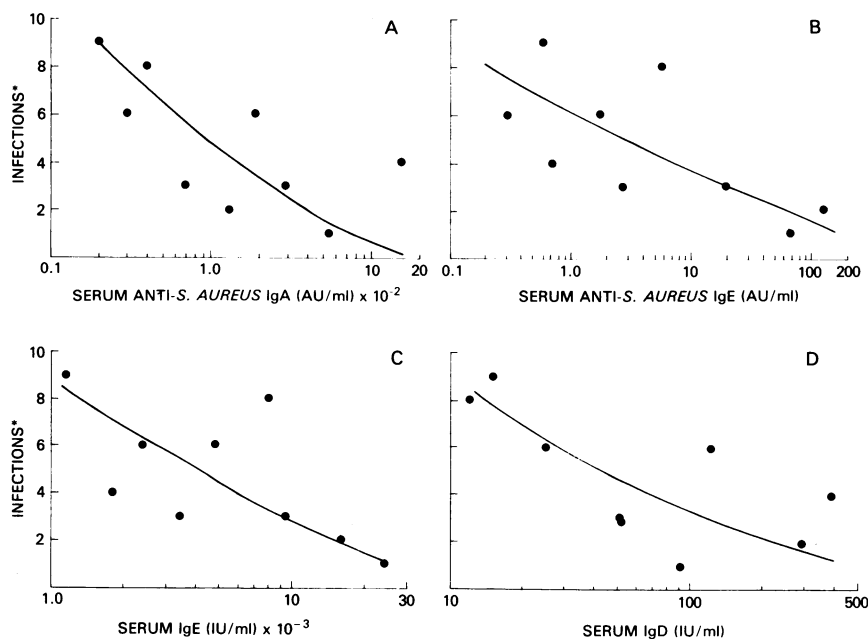 A
10
8
6
4
2
INFECTIONS*
0.1 1.0 10 20
SERUM ANTI-S. AUREUS IgA (AU/ml) x 10-2
B
0.1 1.0 10 100 200
SERUM ANTI-S. AUREUS IgE (AU/ml)
C
10
8
6
4
2
INFECTIONS*
1.0 10 30
SERUM IgE (IU/ml) x 10-3
D
10 100 500
SERUM IgD (IU/ml)